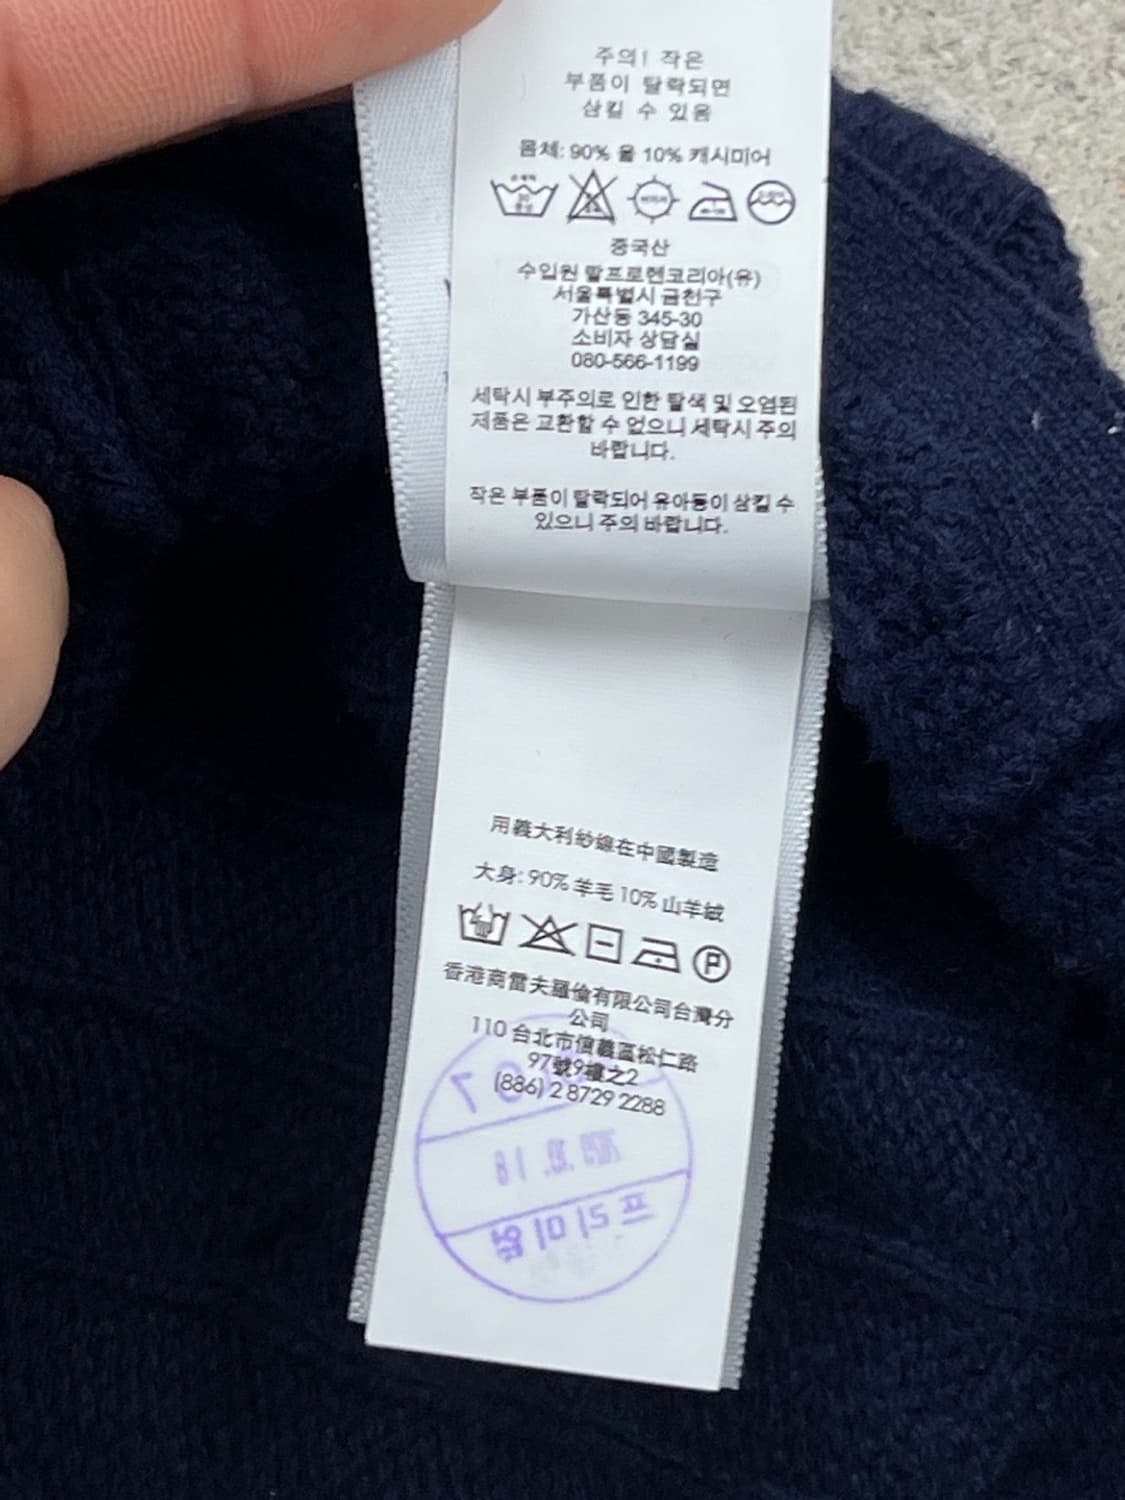 주의! 작은
부품이 탈락되면
삼킬 수 있음
몸체: 90% 울 10% 캐시미어
중국산
수입원 랄프로렌코리아(유)
서울특별시 금천구
가산동 345-30
소비자 상담실
080-566-1199
세탁시 부주의로 인한 탈색 및 오염된
제품은 교환할 수 없으니 세탁시 주의
바랍니다.
작은 부품이 탈락되어 유아등이 삼킬 수
있으니 주의 바랍니다.
用義大利紗線在中國製造
大身: 90% 羊毛 10% 山羊絨
P
香港商雷夫羅倫有限公司台灣分
公司
110 台北市信義區松仁路
97號9樓之2
(886) 2 8729 2288
프리미엄